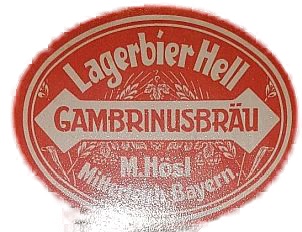 Lagerbier Hell
GAMBRINUSBRÄU
M. Hösl
Bayern